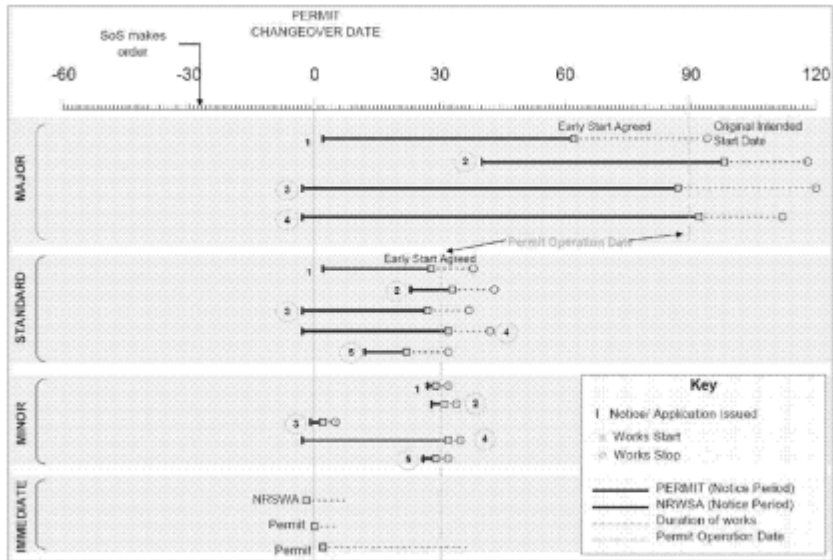 PERMIT
CHANGEOVER DATE
SoS makes
order
-60 -30 0 30 60 90 120
MAJOR
1
Early Start Agreed
Original Intended
Start Date
2
3
4
Permit Operation Date
STANDARD
Early Start Agreed
1
2
3
4
5
MINOR
1
2
3
4
5
IMMEDIATE
NRSWA
Permit
Permit
Key
Notice/ Application Issued
Works Start
Works Stop
PERMIT (Notice Period)
NRWSA (Notice Period)
Duration of works
Permit Operation Date